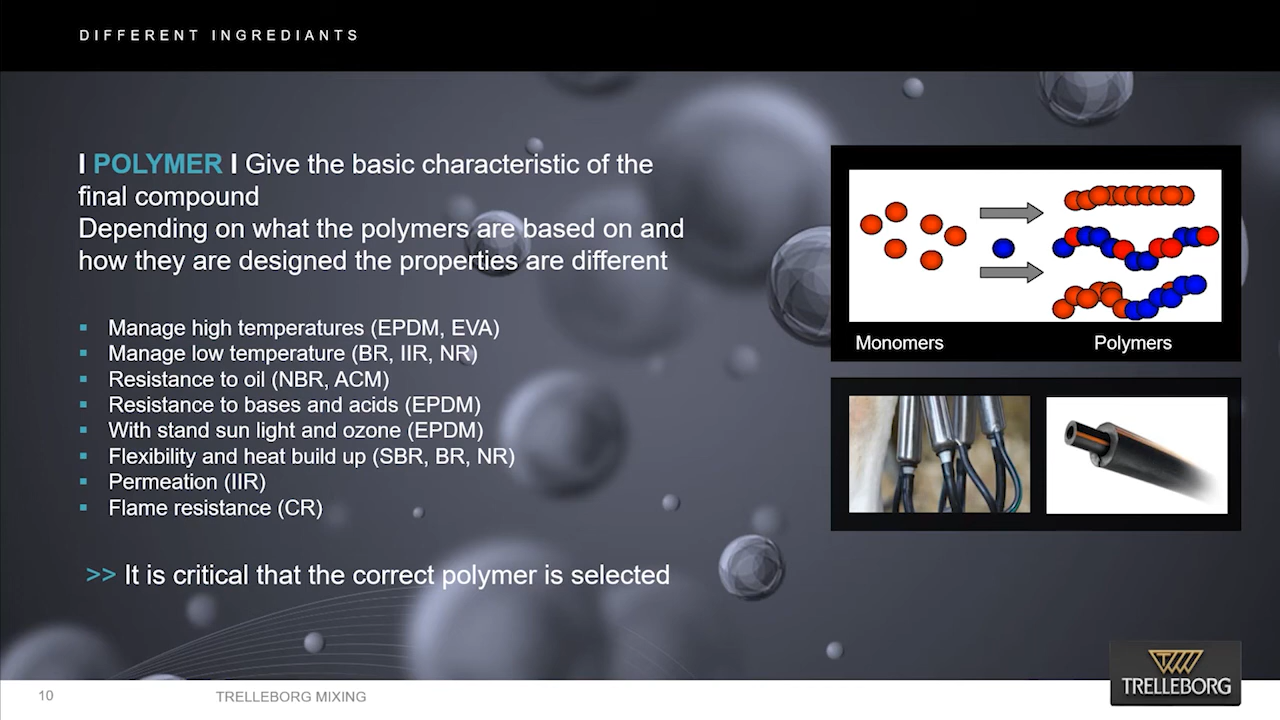 DIFFERENT INGREDIANTS
I POLYMER I Give the basic characteristic of the
final compound
Depending on what the polymers are based on and
how they are designed the properties are different
▪ Manage high temperatures (EPDM, EVA)
▪ Manage low temperature (BR, IIR, NR)
▪ Resistance to oil (NBR, ACM)
▪ Resistance to bases and acids (EPDM)
▪ With stand sun light and ozone (EPDM)
▪ Flexibility and heat build up (SBR, BR, NR)
▪ Permeation (IIR)
▪ Flame resistance (CR)
>> It is critical that the correct polymer is selected
Monomers
Polymers
10
TRELLEBORG MIXING
TRELLEBORG